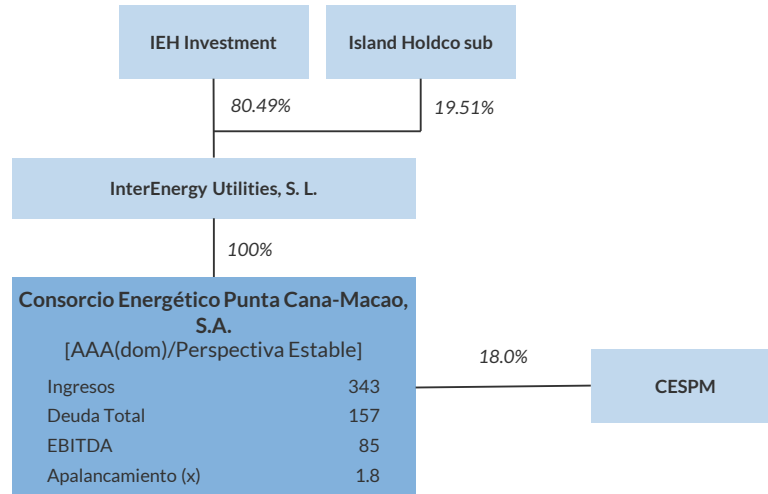 IEH Investment
Island Holdco sub
80.49%
19.51%
InterEnergy Utilities, S. L.
100%
Consorcio Energético Punta Cana-Macao,
S.A.
[AAA(dom)/Perspectiva Estable]
Ingresos 343
Deuda Total 157
EBITDA 85
Apalancamiento (x) 1.8
18.0%
CESPM